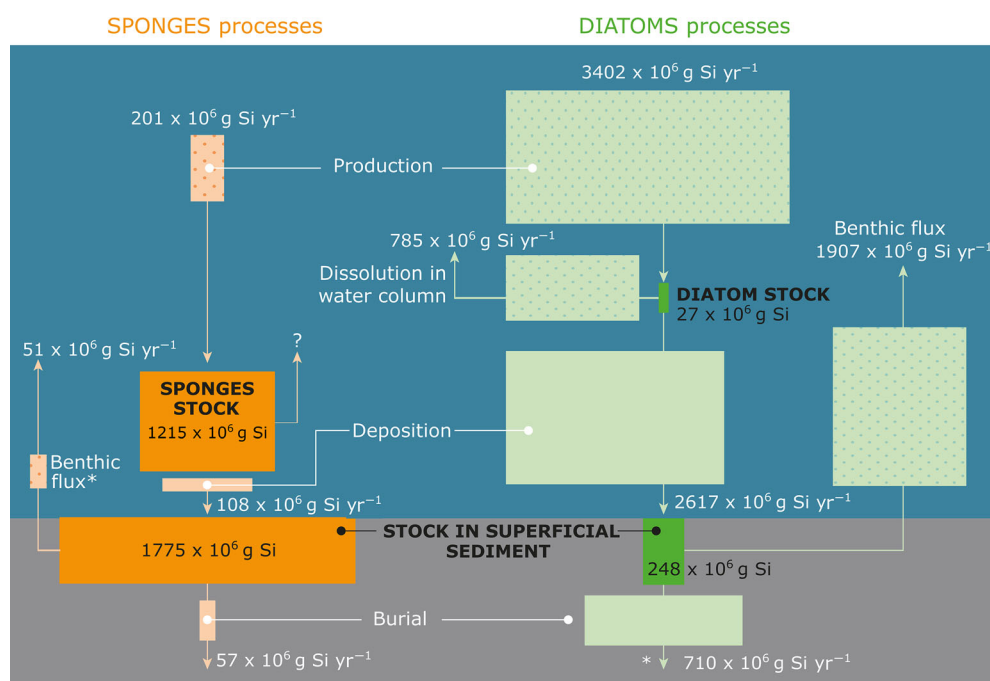 SPONGES processes
DIATOMS processes
3402 x 10⁶ g Si yr⁻¹
201 x 10⁶ g Si yr⁻¹
Production
Benthic flux
1907 x 10⁶ g Si yr⁻¹
785 x 10⁶ g Si yr⁻¹
Dissolution in
water column
DIATOM STOCK
27 x 10⁶ g Si
51 x 10⁶ g Si yr⁻¹
?
SPONGES
STOCK
1215 x 10⁶ g Si
Deposition
Benthic
flux*
108 x 10⁶ g Si yr⁻¹
2617 x 10⁶ g Si yr⁻¹
STOCK IN SUPERFICIAL
SEDIMENT
1775 x 10⁶ g Si
248 x 10⁶ g Si
Burial
57 x 10⁶ g Si yr⁻¹
* 710 x 10⁶ g Si yr⁻¹